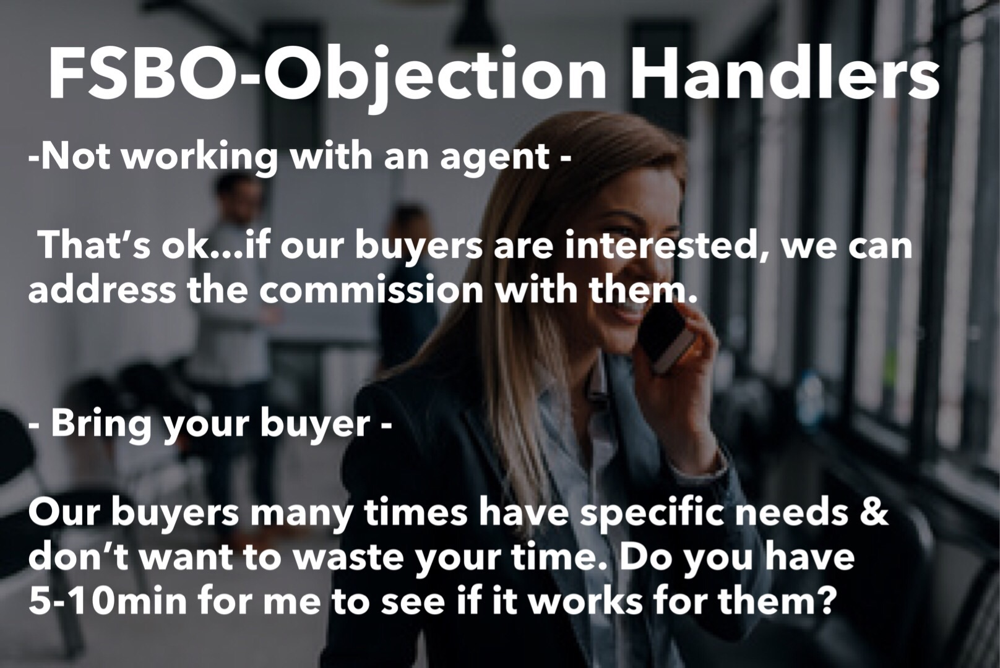 FSBO-Objection Handlers
-Not working with an agent -
That’s ok...if our buyers are interested, we can
address the commission with them.
- Bring your buyer -
Our buyers many times have specific needs &
don’t want to waste your time. Do you have
5-10min for me to see if it works for them?